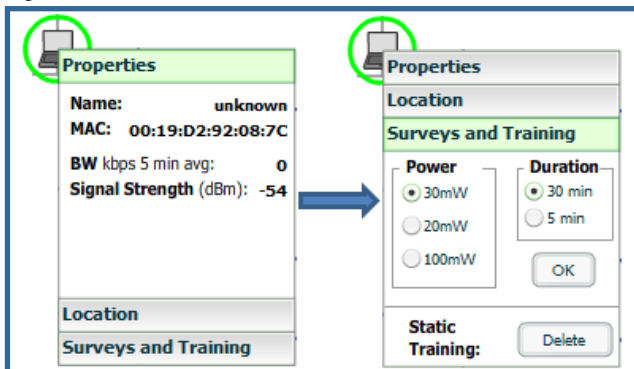 Properties
Name: unknown
MAC: 00:19:D2:92:08:7C
BW kbps 5 min avg: 0
Signal Strength (dBm): -54
Location
Surveys and Training
Properties
Location
Surveys and Training
Power
30mW
20mW
100mW
Duration
30 min
5 min
OK
Static
Training:
Delete